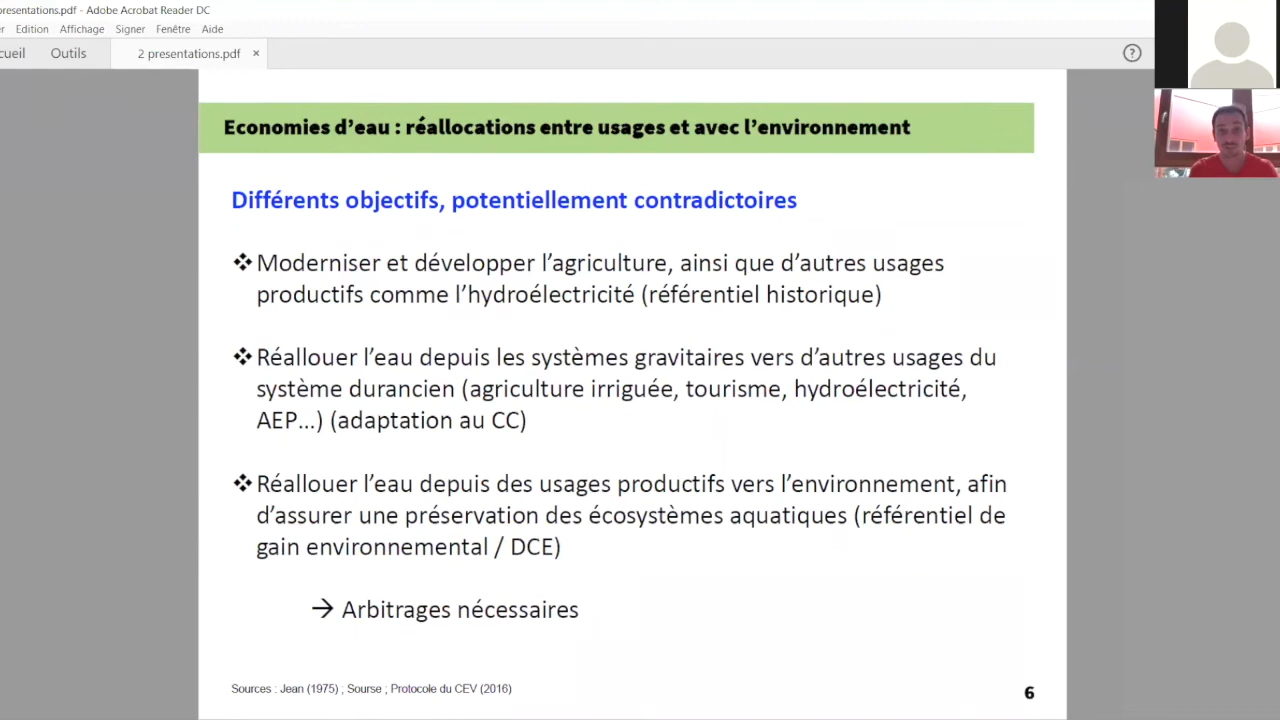 presentations.pdf - Adobe Acrobat Reader DC
Edition Affichage Signer Fenêtre Aide
cueil Outils 2 presentations.pdf ×
?
Economies d’eau : réallocations entre usages et avec l’environnement
Différents objectifs, potentiellement contradictoires
❖ Moderniser et développer l’agriculture, ainsi que d’autres usages
productifs comme l’hydroélectricité (référentiel historique)
❖ Réallouer l’eau depuis les systèmes gravitaires vers d’autres usages du
système durancien (agriculture irriguée, tourisme, hydroélectricité,
AEP…) (adaptation au CC)
❖ Réallouer l’eau depuis des usages productifs vers l’environnement, afin
d’assurer une préservation des écosystèmes aquatiques (référentiel de
gain environnemental / DCE)
→ Arbitrages nécessaires
Sources : Jean (1975) ; Sourse ; Protocole du CEV (2016)
6